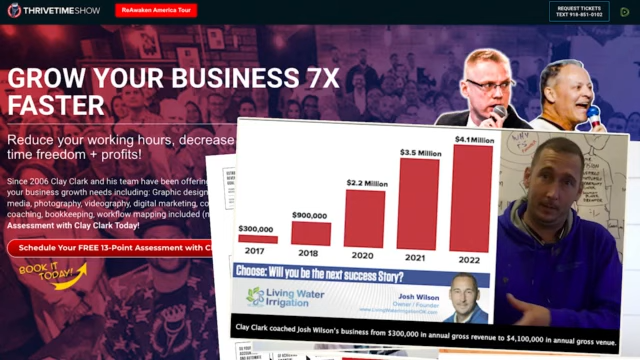 THRIVETIMESHOW
ReAwaken America Tour
REQUEST TICKETS
TEXT 918-851-0102
GROW YOUR BUSINESS 7X
FASTER
Reduce your working hours, decrease
time freedom + profits!
Since 2006 Clay Clark and his team have been offering
your business growth needs including: Graphic design
media, photography, videography, digital marketing, co
coaching, bookkeeping, workflow mapping included (n
Assessment with Clay Clark Today!
Schedule Your FREE 13-Point Assessment with Cl
BOOK IT
TODAY!
$300,000
$900,000
$2.2 Million
$3.5 Million
$4.1 Million
2017
2018
2020
2021
2022
Choose: Will you be the next success Story?
Living Water
Irrigation
Josh Wilson
Owner / Founder
www.LivingWaterIrrigationOK.com
Clay Clark coached Josh Wilson's business from $300,000 in annual gross revenue to $4,100,000 in annual gross venue.